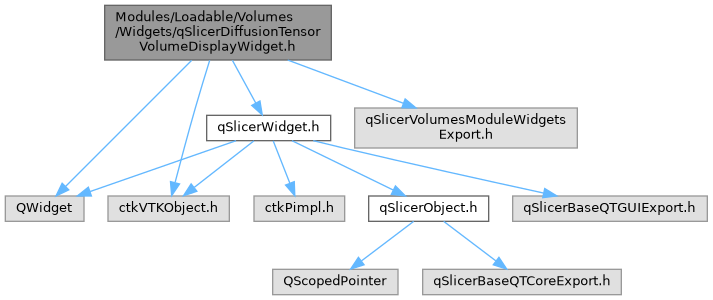 Modules/Loadable/Volumes
/Widgets/qSlicerDiffusionTensor
VolumeDisplayWidget.h
qSlicerVolumesModuleWidgets
Export.h
qSlicerWidget.h
QWidget
ctkVTKObject.h
ctkPimpl.h
qSlicerObject.h
qSlicerBaseQTGUIExport.h
QScopedPointer
qSlicerBaseQTCoreExport.h